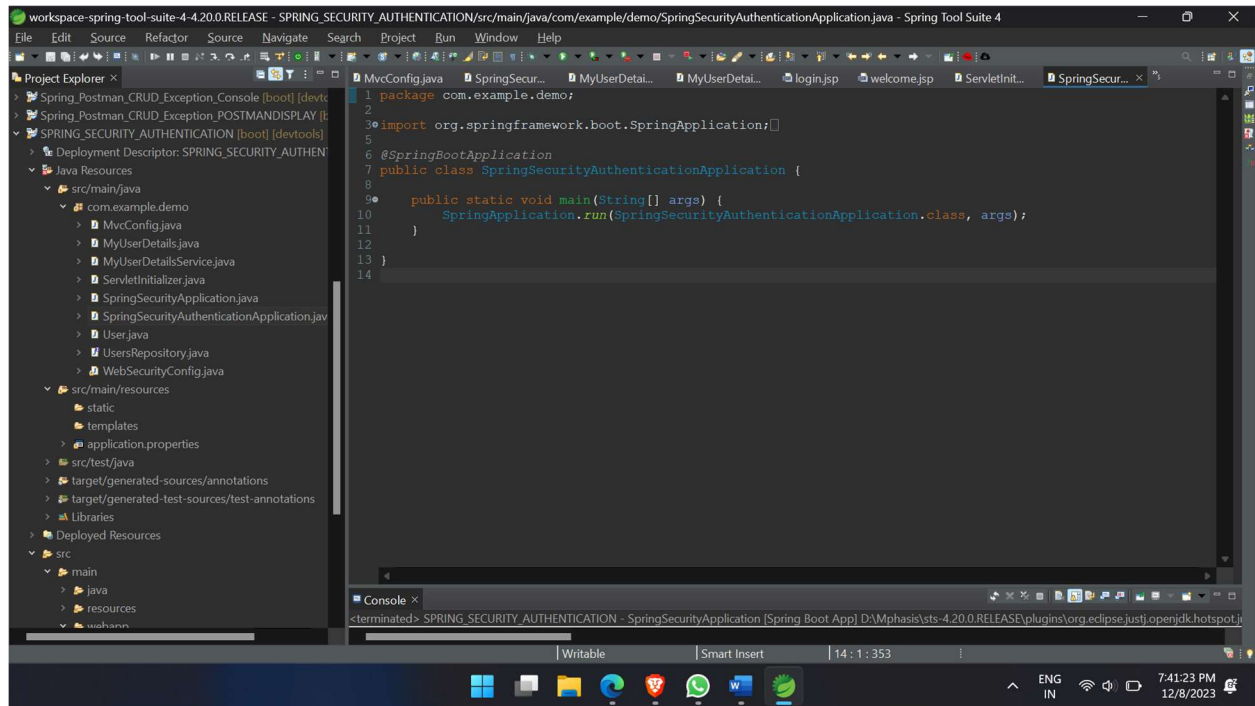 workspace-spring-tool-suite-4-4.20.0.RELEASE - SPRING_SECURITY_AUTHENTICATION/src/main/java/com/example/demo/SpringSecurityAuthenticationApplication.java - Spring Tool Suite 4
File Edit Source Refactor Source Navigate Search Project Run Window Help
Project Explorer
MvcConfig.java SpringSecur... MyUserDetai... MyUserDetai... login.jsp welcome.jsp ServletInit... SpringSecur...
Spring_Postman_CRUD_Exception_Console [boot] [devto
Spring_Postman_CRUD_Exception_POSTMANDISPLAY [b
SPRING_SECURITY_AUTHENTICATION [boot] [devtools]
Deployment Descriptor: SPRING_SECURITY_AUTHEN
Java Resources
src/main/java
com.example.demo
MvcConfig.java
MyUserDetails.java
MyUserDetailsService.java
ServletInitializer.java
SpringSecurityApplication.java
SpringSecurityAuthenticationApplication.jav
User.java
UsersRepository.java
WebSecurityConfig.java
src/main/resources
static
templates
application.properties
src/test/java
target/generated-sources/annotations
target/generated-test-sources/test-annotations
Libraries
Deployed Resources
src
main
java
resources
webapp
1 package com.example.demo;
2
3 import org.springframework.boot.SpringApplication;
5
6 @SpringBootApplication
7 public class SpringSecurityAuthenticationApplication {
8
9 public static void main(String[] args) {
10 SpringApplication.run(SpringSecurityAuthenticationApplication.class, args);
11 }
12
13 }
14
Console
<terminated> SPRING_SECURITY_AUTHENTICATION - SpringSecurityApplication [Spring Boot App] D:\Mphasis\sts-4.20.0.RELEASE\plugins\org.eclipse.justj.openjdk.hotspot.j
Writable Smart Insert 14 : 1 : 353
ENG
IN
7:41:23 PM
12/8/2023